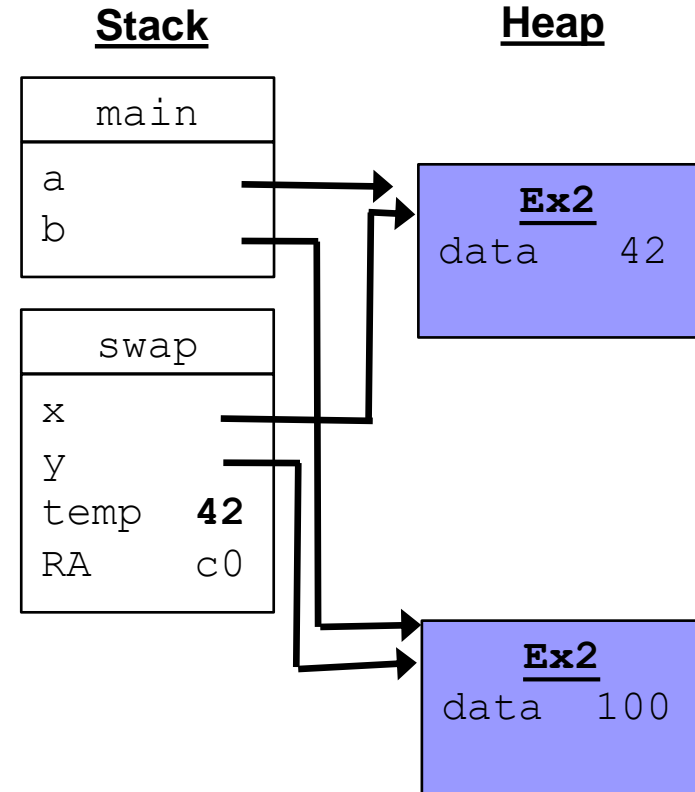 Stack
Heap
main
a
b
Ex2
data 42
swap
x
y
temp 42
RA c0
Ex2
data 100